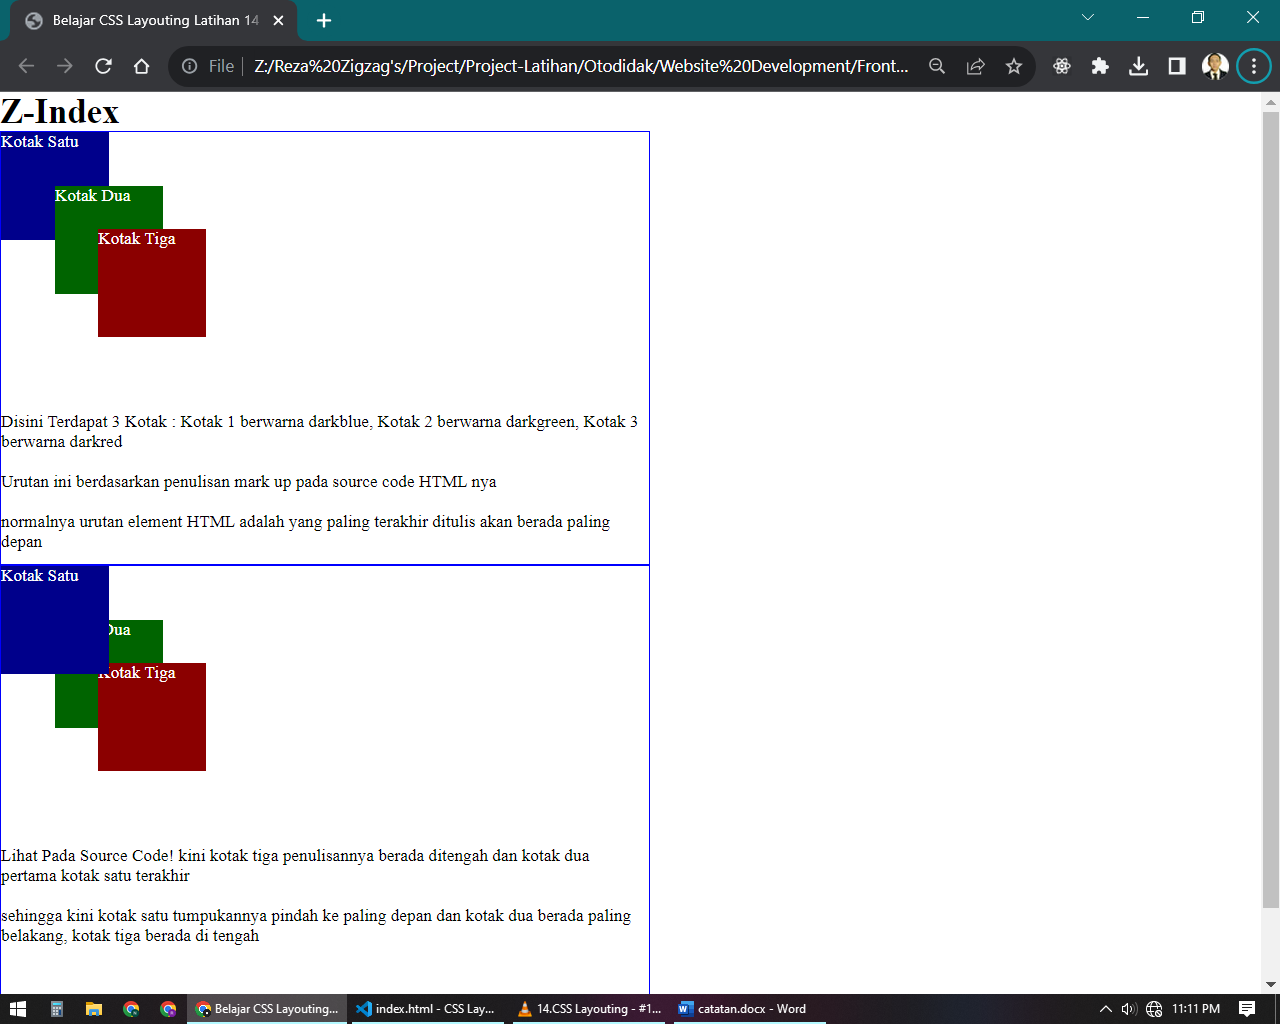 Belajar CSS Layouting Latihan 14
File
Z:/Reza%20Zigzag's/Project/Project-Latihan/Otodidak/Website%20Development/Front...
Z-Index
Kotak Satu
Kotak Dua
Kotak Tiga
Disini Terdapat 3 Kotak : Kotak 1 berwarna darkblue, Kotak 2 berwarna darkgreen, Kotak 3
berwarna darkred
Urutan ini berdasarkan penulisan mark up pada source code HTML nya
normalnya urutan element HTML adalah yang paling terakhir ditulis akan berada paling
depan
Kotak Satu
Dua
Kotak Tiga
Lihat Pada Source Code! kini kotak tiga penulisannya berada ditengah dan kotak dua
pertama kotak satu terakhir
sehingga kini kotak satu tumpukannya pindah ke paling depan dan kotak dua berada paling
belakang, kotak tiga berada di tengah
Belajar CSS Layouting...
index.html - CSS Lay...
14.CSS Layouting - #1...
catatan.docx - Word
11:11 PM